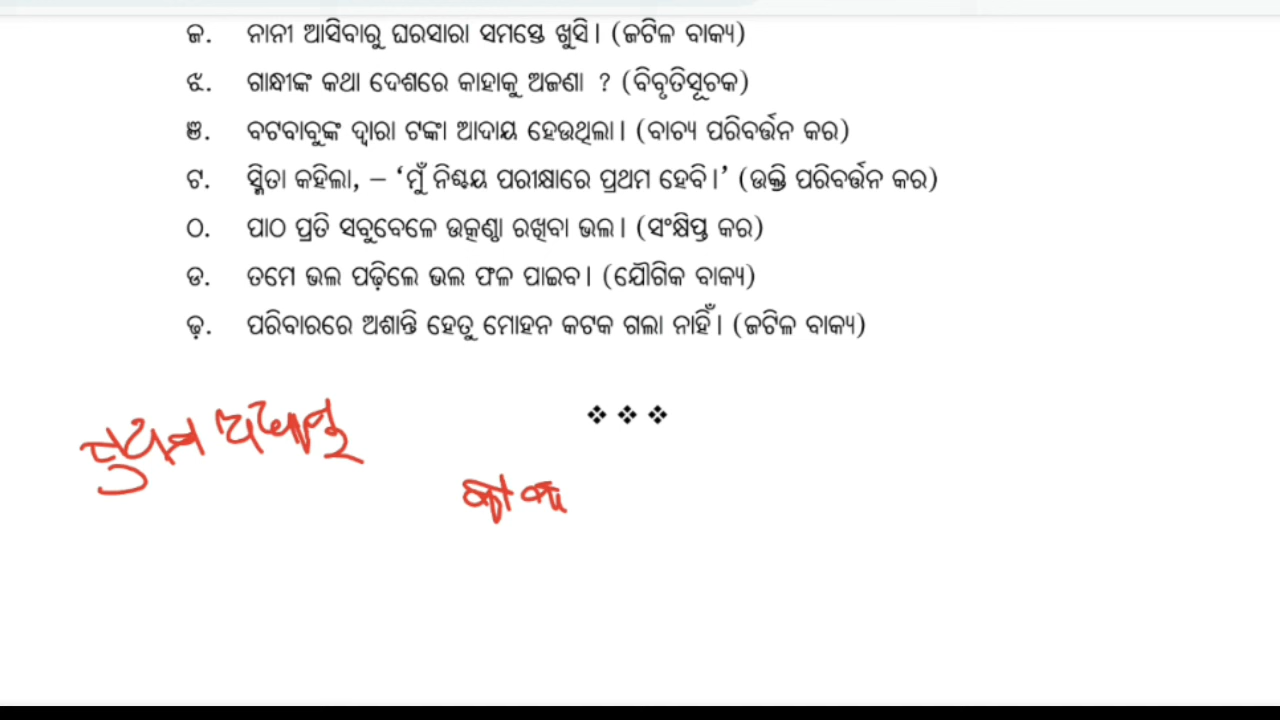 ଜ. ନାନୀ ଆସିବାରୁ ଘରସାରା ସମସ୍ତେ ଖୁସି। (ଜଟିଳ ବାକ୍ୟ)
ଝ. ଗାନ୍ଧୀଙ୍କ କଥା ଦେଶରେ କାହାକୁ ଅଜଣା ? (ବିବୃତିସୂଚକ)
ଞ. ବଟବାବୁଙ୍କ ଦ୍ୱାରା ଟଙ୍କା ଆଦାୟ ହେଉଥିଲା। (ବାଚ୍ୟ ପରିବର୍ତ୍ତନ କର)
ଟ. ସ୍ମିତା କହିଲା, – ‘ମୁଁ ନିଶ୍ଚୟ ପରୀକ୍ଷାରେ ପ୍ରଥମ ହେବି।’ (ଉକ୍ତି ପରିବର୍ତ୍ତନ କର)
ଠ. ପାଠ ପ୍ରତି ସବୁବେଳେ ଉତ୍କଣ୍ଠା ରଖିବା ଭଲ। (ସଂକ୍ଷିପ୍ତ କର)
ଡ. ତମେ ଭଲ ପଢ଼ିଲେ ଭଲ ଫଳ ପାଇବ। (ଯୌଗିକ ବାକ୍ୟ)
ଢ଼. ପରିବାରରେ ଅଶାନ୍ତି ହେତୁ ମୋହନ କଟକ ଗଲା ନାହିଁ। (ଜଟିଳ ବାକ୍ୟ)